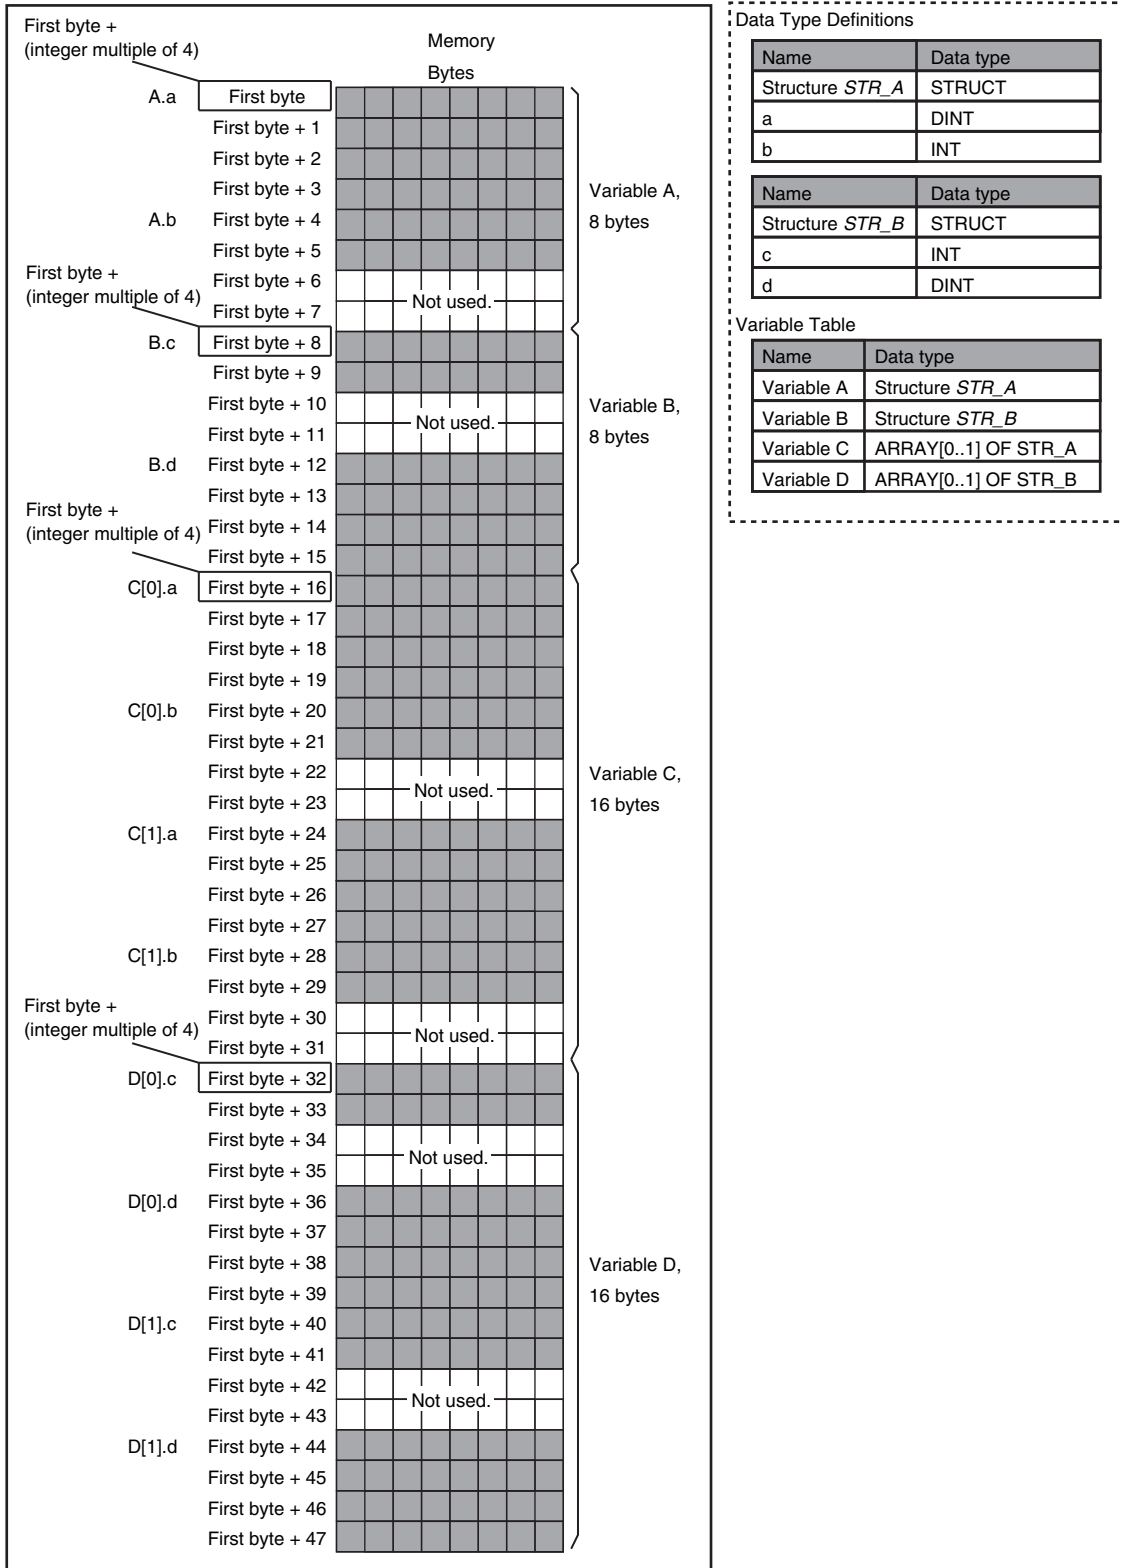 First byte +
(integer multiple of 4)
Memory
Bytes
A.a First byte
First byte + 1
First byte + 2
First byte + 3
A.b First byte + 4
First byte + 5
First byte +
(integer multiple of 4)
First byte + 6
First byte + 7
Not used.
Variable A,
8 bytes
B.c First byte + 8
First byte + 9
First byte + 10
First byte + 11
Not used.
B.d First byte + 12
First byte + 13
First byte +
(integer multiple of 4)
First byte + 14
First byte + 15
Variable B,
8 bytes
C[0].a First byte + 16
First byte + 17
First byte + 18
First byte + 19
C[0].b First byte + 20
First byte + 21
First byte + 22
First byte + 23
Not used.
C[1].a First byte + 24
First byte + 25
First byte + 26
First byte + 27
C[1].b First byte + 28
First byte + 29
First byte +
(integer multiple of 4)
First byte + 30
First byte + 31
Not used.
Variable C,
16 bytes
D[0].c First byte + 32
First byte + 33
First byte + 34
First byte + 35
Not used.
D[0].d First byte + 36
First byte + 37
First byte + 38
First byte + 39
D[1].c First byte + 40
First byte + 41
First byte + 42
First byte + 43
Not used.
D[1].d First byte + 44
First byte + 45
First byte + 46
First byte + 47
Variable D,
16 bytes
Data Type Definitions
Name Data type
Structure STR_A STRUCT
a DINT
b INT
Name Data type
Structure STR_B STRUCT
c INT
d DINT
Variable Table
Name Data type
Variable A Structure STR_A
Variable B Structure STR_B
Variable C ARRAY[0..1] OF STR_A
Variable D ARRAY[0..1] OF STR_B